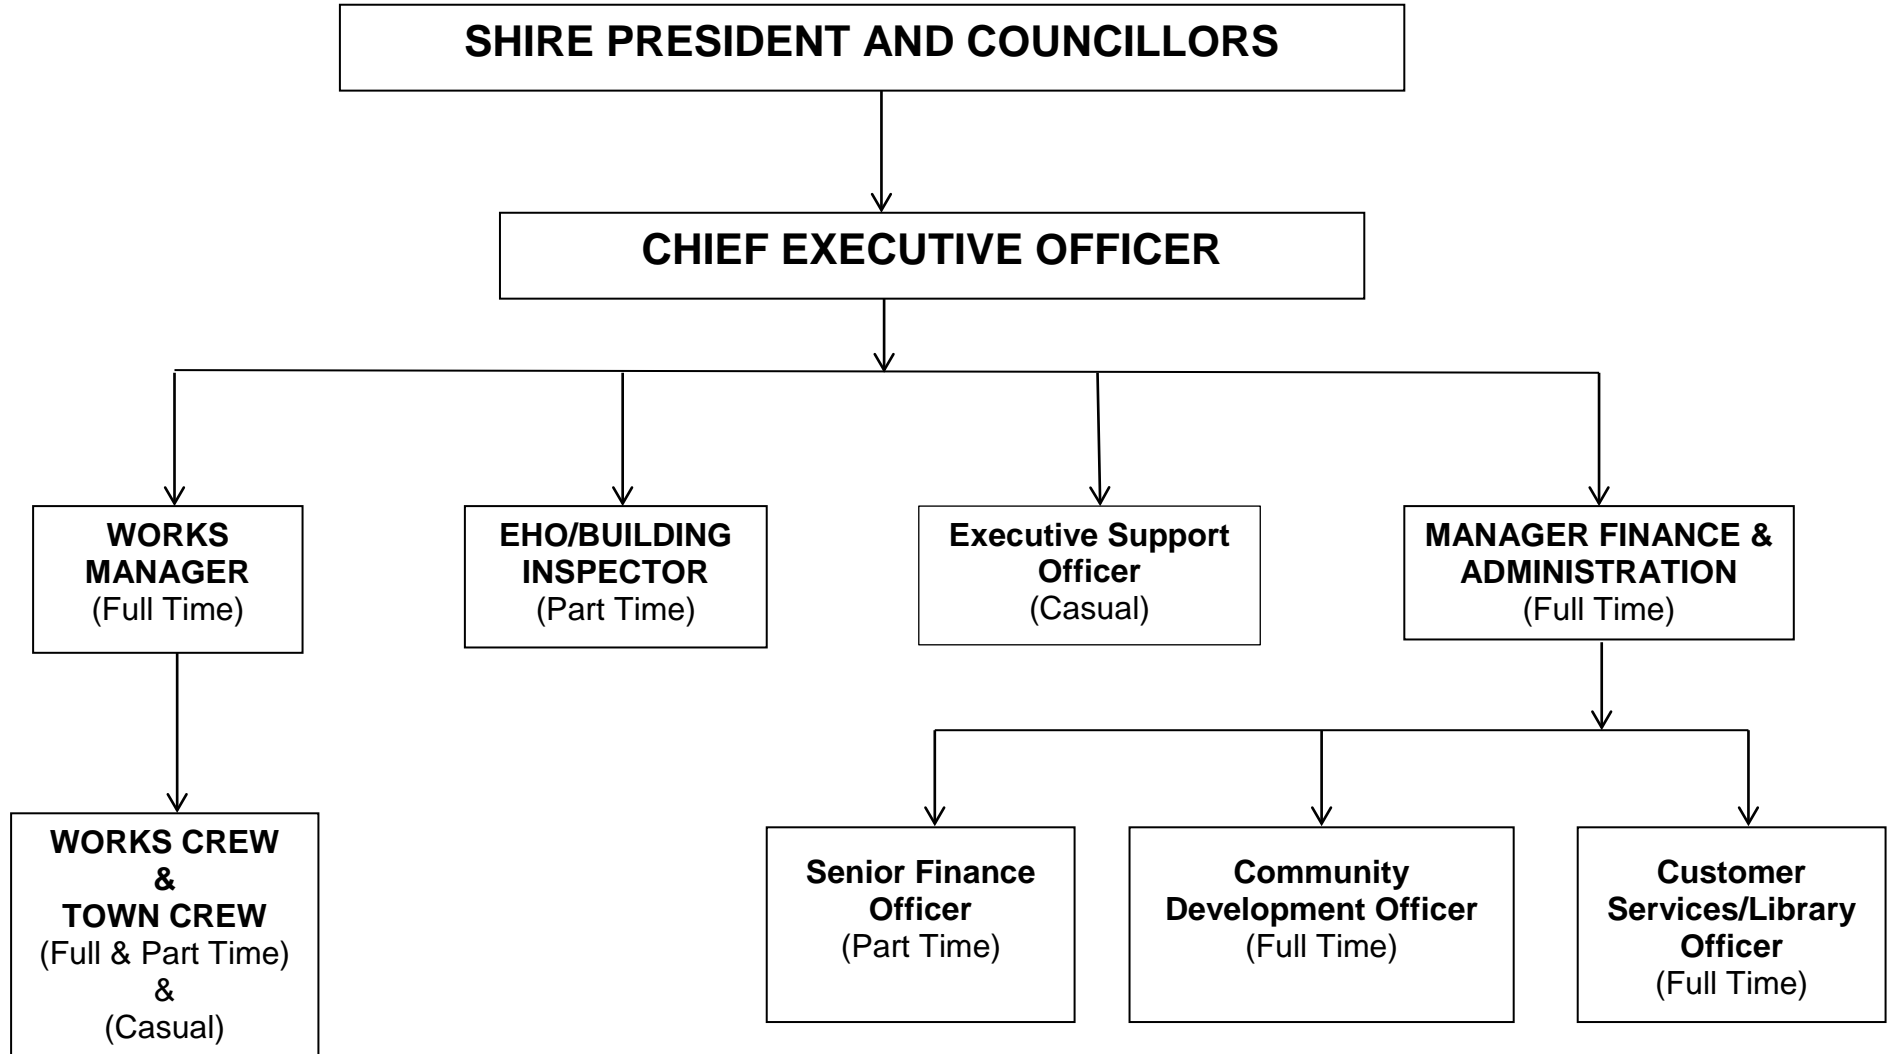 SHIRE PRESIDENT AND COUNCILLORS
CHIEF EXECUTIVE OFFICER
WORKS
MANAGER
(Full Time)
EHO/BUILDING
INSPECTOR
(Part Time)
Executive Support
Officer
(Casual)
MANAGER FINANCE &
ADMINISTRATION
(Full Time)
WORKS CREW
&
TOWN CREW
(Full & Part Time)
&
(Casual)
Senior Finance
Officer
(Part Time)
Community
Development Officer
(Full Time)
Customer
Services/Library
Officer
(Full Time)